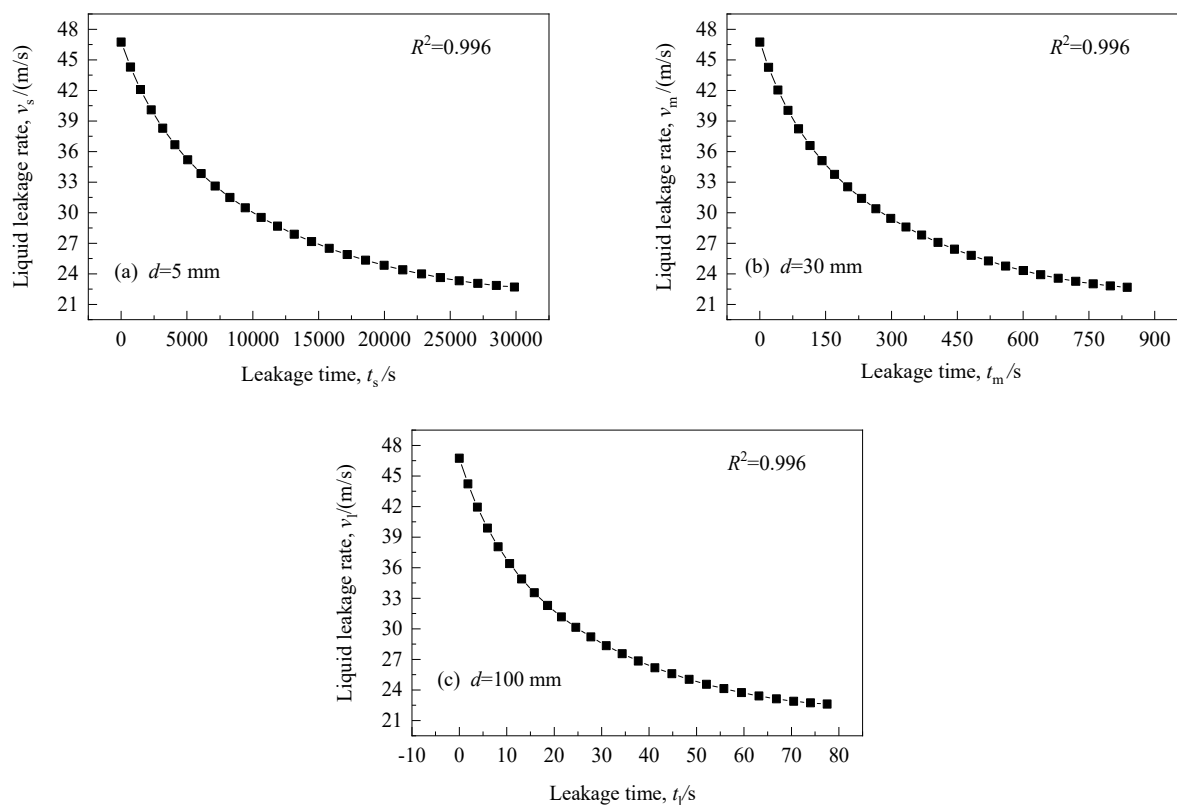 48
45
42
39
36
33
30
27
24
21
Liquid leakage rate, vs/(m/s)
R²=0.996
(a) d=5 mm
0 5000 10000 15000 20000 25000 30000
Leakage time, ts/s
48
45
42
39
36
33
30
27
24
21
Liquid leakage rate, vm/(m/s)
R²=0.996
(b) d=30 mm
0 150 300 450 600 750 900
Leakage time, tm/s
48
45
42
39
36
33
30
27
24
21
Liquid leakage rate, vl/(m/s)
R²=0.996
(c) d=100 mm
-10 0 10 20 30 40 50 60 70 80
Leakage time, tl/s